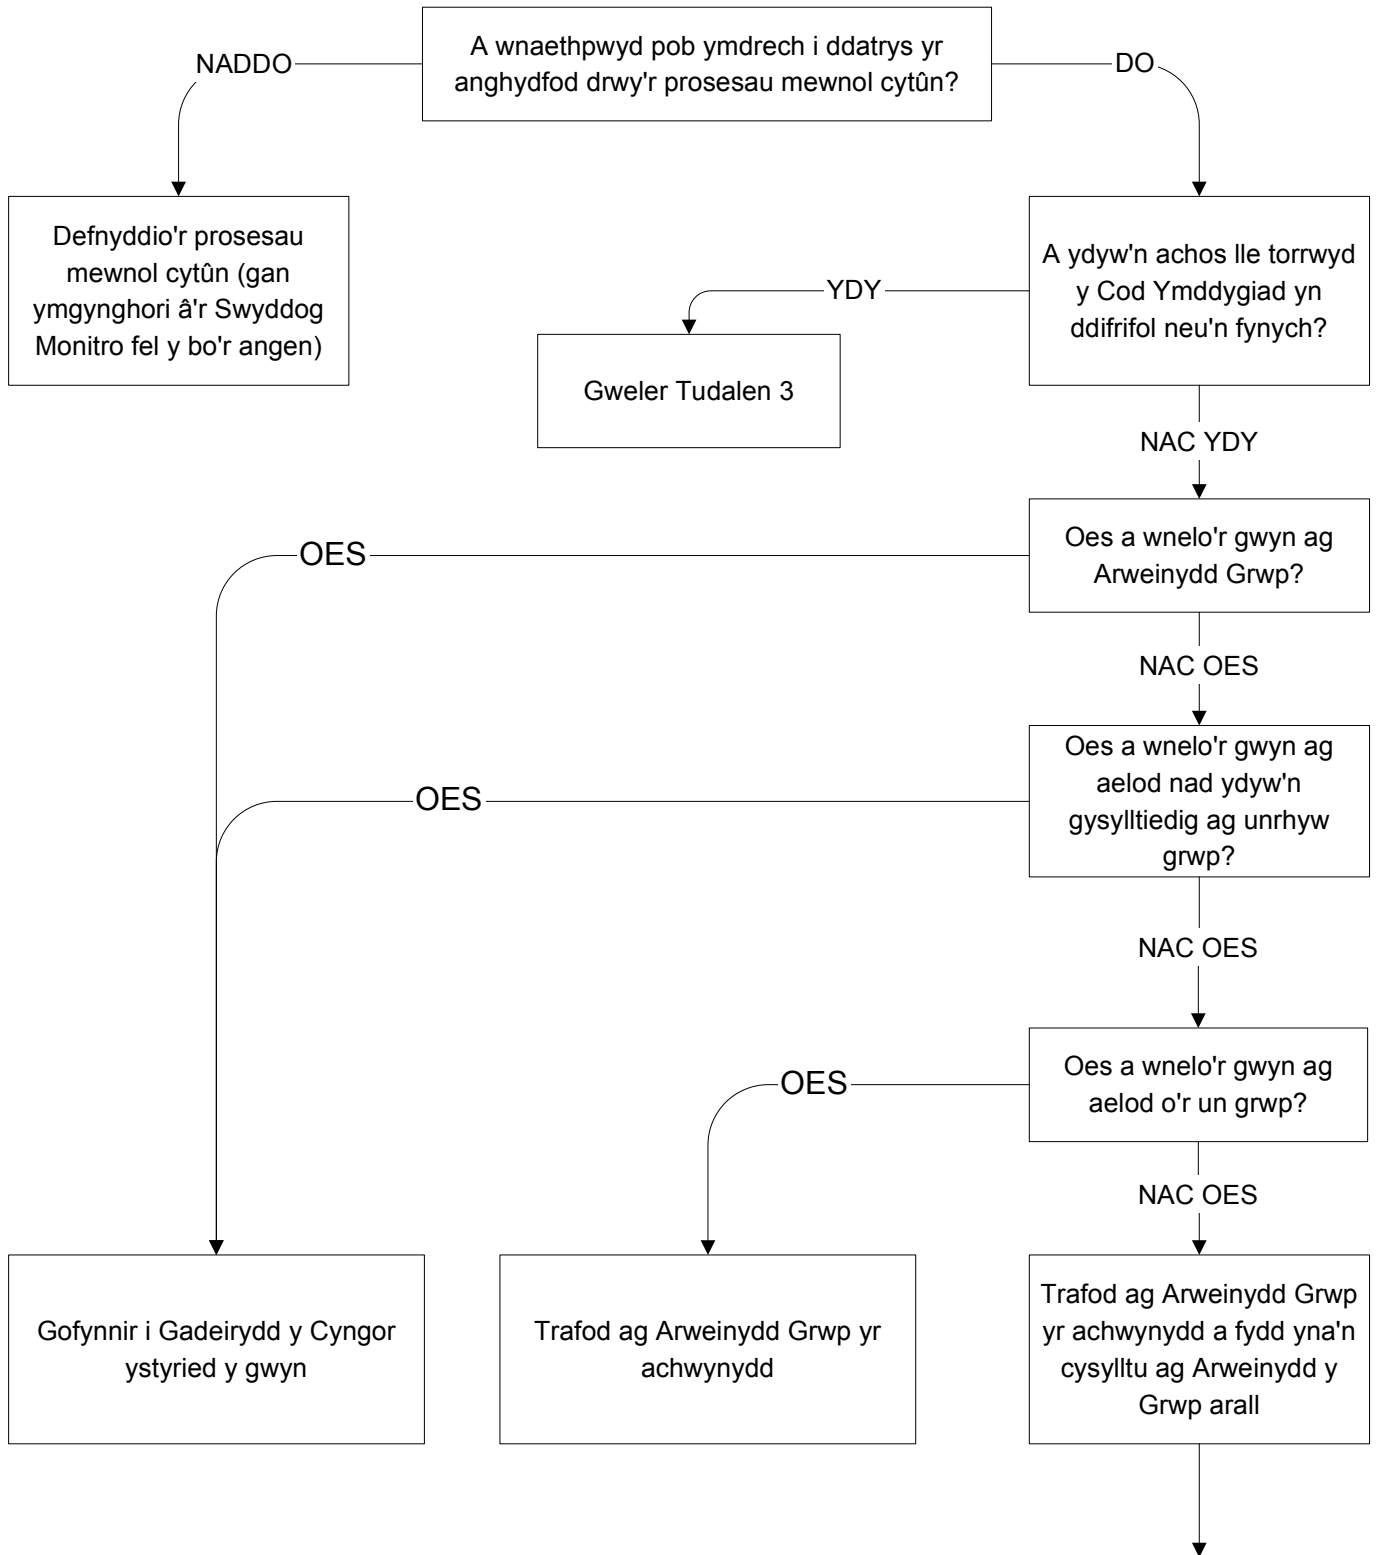 A wnaethpwyd pob ymdrech i ddatrys yr
anghydfod drwy'r prosesau mewnol cytûn?
NADDO
DO
Defnyddio'r prosesau
mewnol cytûn (gan
ymgynghori â'r Swyddog
Monitro fel y bo'r angen)
A ydyw'n achos lle torrwyd
y Cod Ymddygiad yn
ddifrifol neu'n fynych?
YDY
Gweler Tudalen 3
NAC YDY
Oes a wnelo'r gwyn ag
Arweinydd Grwp?
OES
NAC OES
Oes a wnelo'r gwyn ag
aelod nad ydyw'n
gysylltiedig ag unrhyw
grwp?
OES
NAC OES
Oes a wnelo'r gwyn ag
aelod o'r un grwp?
OES
NAC OES
Gofynnir i Gadeirydd y Cyngor
ystyried y gwyn
Trafod ag Arweinydd Grwp yr
achwynydd
Trafod ag Arweinydd Grwp
yr achwynydd a fydd yna'n
cysylltu ag Arweinydd y
Grwp arall